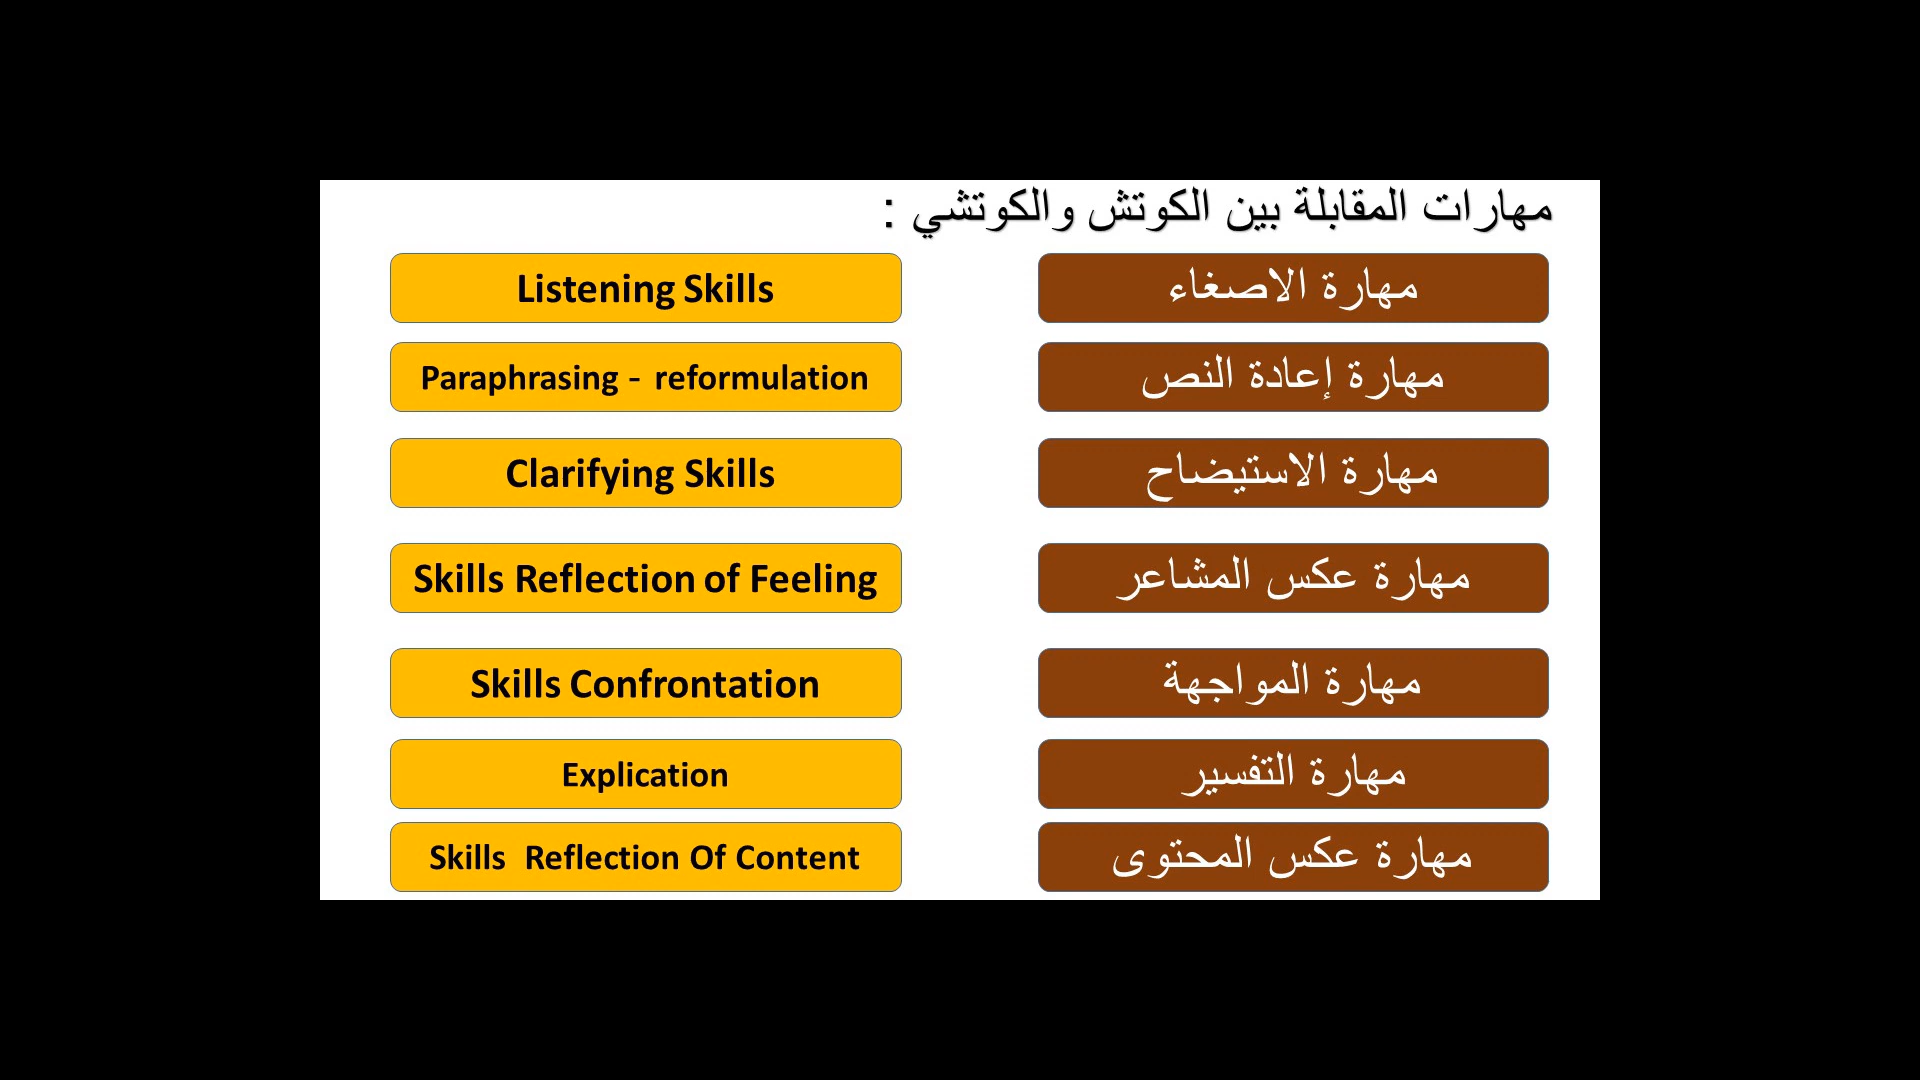 مهارات المقابلة بين الكوتش والكوتشي :
مهارة الاصغاء
Listening Skills
مهارة إعادة النص
Paraphrasing - reformulation
مهارة الاستيضاح
Clarifying Skills
مهارة عكس المشاعر
Skills Reflection of Feeling
مهارة المواجهة
Skills Confrontation
مهارة التفسير
Explication
مهارة عكس المحتوى
Skills Reflection Of Content